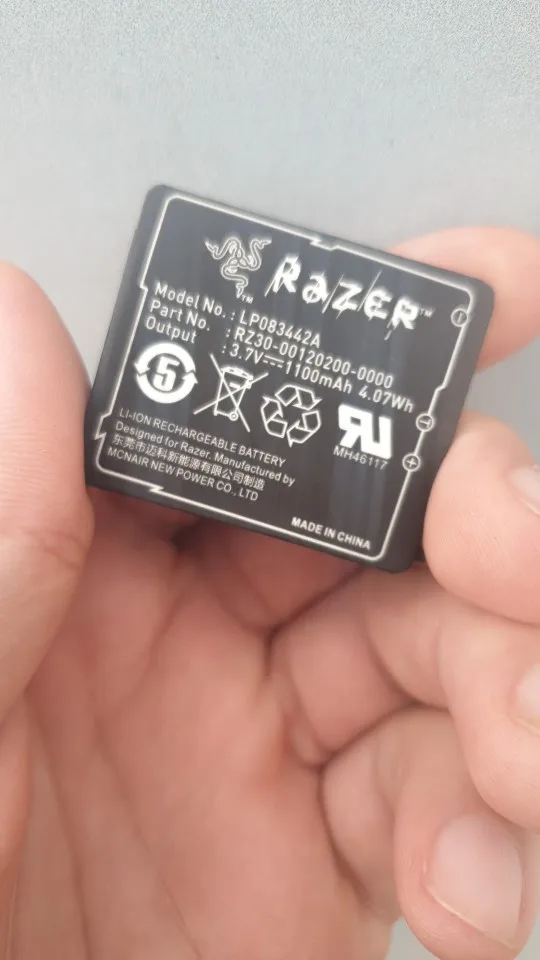 RAZER™
Model No. : LP083442A
Part No. : RZ30-00120200-0000
Output : 3.7V⎓1100mAh 4.07Wh
5
RU
MH46117
LI-ION RECHARGEABLE BATTERY
Designed for Razer. Manufactured by
东莞市迈科新能源有限公司制造
MCNAIR NEW POWER CO., LTD
MADE IN CHINA